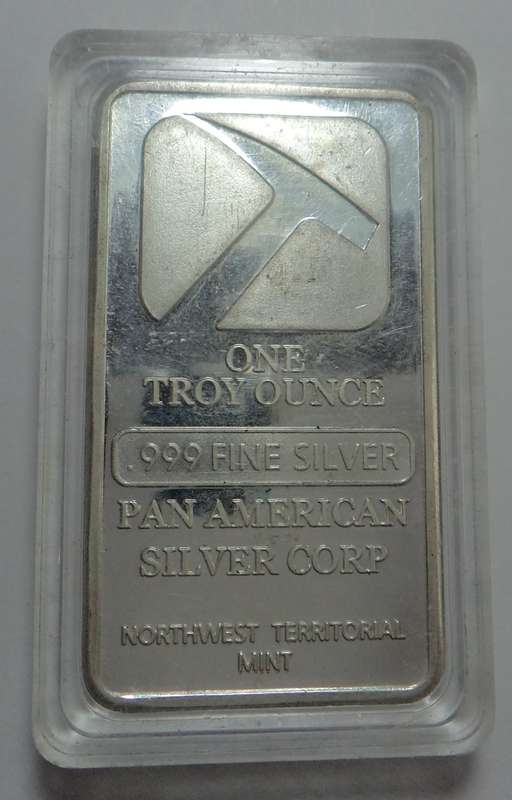 ONE
TROY OUNCE
.999 FINE SILVER
PAN AMERICAN
SILVER CORP
NORTHWEST TERRITORIAL
MINT